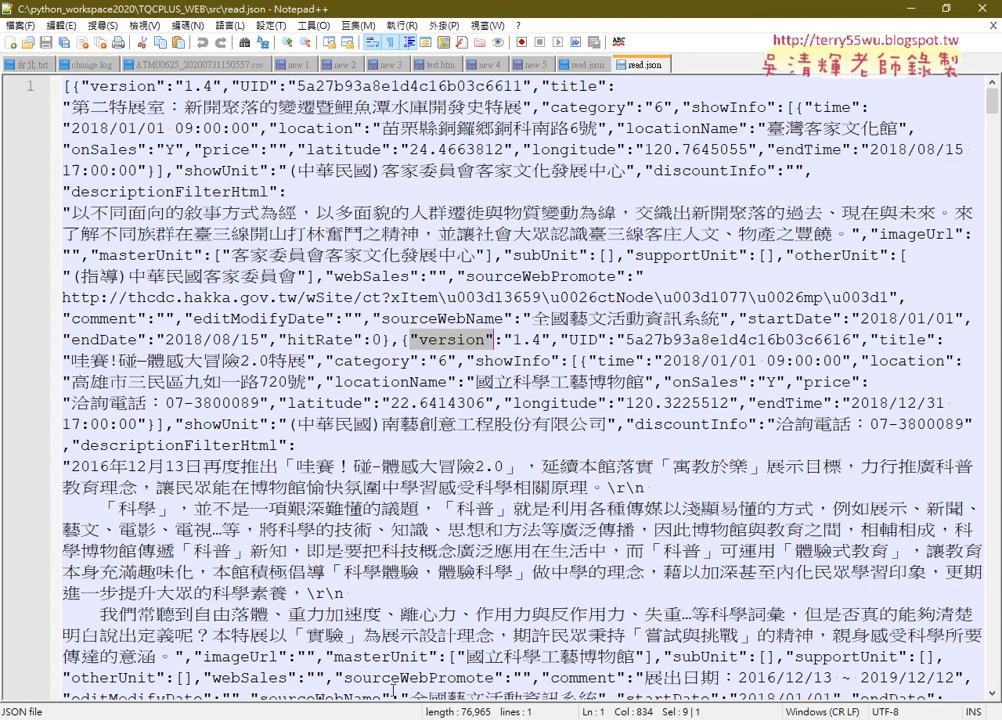 C:\python_workspace2020\TQCPLUS_WEB\src\read.json - Notepad++
檔案(F) 編輯(E) 搜尋(S) 檢視(V) 編碼(N) 語言(L) 設定(T) 工具(O) 巨集(M) 執行(R) 外掛(P) 視窗(W) ?
http://terry55wu.blogspot.tw
吳清輝老師錄製
台北.txt change.log ATM00625_20200731150557.csv new 1 new 2 new 3 test.htm new 4 new 5 read.json read.json
1 [{"version":"1.4","UID":"5a27b93a8e1d4c16b03c6611","title":
"第二特展室：新開聚落的變遷暨鯉魚潭水庫開發史特展","category":"6","showInfo":[{"time":
"2018/01/01 09:00:00","location":"苗栗縣銅鑼鄉銅科南路6號","locationName":"臺灣客家文化館",
"onSales":"Y","price":"","latitude":"24.4663812","longitude":"120.7645055","endTime":"2018/08/15
17:00:00"}],"showUnit":"(中華民國)客家委員會客家文化發展中心","discountInfo":"",
"descriptionFilterHtml":
"以不同面向的敘事方式為經，以多面貌的人群遷徙與物質變動為緯，交織出新開聚落的過去、現在與未來。來
了解不同族群在臺三線開山打林奮鬥之精神，並讓社會大眾認識臺三線客庄人文、物產之豐饒。","imageUrl":
"","masterUnit":["客家委員會客家文化發展中心"],"subUnit":[],"supportUnit":[],"otherUnit":[
"(指導)中華民國客家委員會"],"webSales":"","sourceWebPromote":"
http://thcdc.hakka.gov.tw/wSite/ct?xItem\u003d13659\u0026ctNode\u003d1077\u0026mp\u003d1",
"comment":"","editModifyDate":"","sourceWebName":"全國藝文活動資訊系統","startDate":"2018/01/01",
"endDate":"2018/08/15","hitRate":0},{"version":"1.4","UID":"5a27b93a8e1d4c16b03c6616","title":
"哇賽!碰-體感大冒險2.0特展","category":"6","showInfo":[{"time":"2018/01/01 09:00:00","location":
"高雄市三民區九如一路720號","locationName":"國立科學工藝博物館","onSales":"Y","price":
"洽詢電話：07-3800089","latitude":"22.6414306","longitude":"120.3225512","endTime":"2018/12/31
17:00:00"}],"showUnit":"(中華民國)南藝創意工程股份有限公司","discountInfo":"洽詢電話：07-3800089"
,"descriptionFilterHtml":
"2016年12月13日再度推出「哇賽！碰-體感大冒險2.0」，延續本館落實「寓教於樂」展示目標，力行推廣科普
教育理念，讓民眾能在博物館愉快氛圍中學習感受科學相關原理。\r\n
「科學」，並不是一項艱深難懂的議題，「科普」就是利用各種傳媒以淺顯易懂的方式，例如展示、新聞、
藝文、電影、電視…等，將科學的技術、知識、思想和方法等廣泛傳播，因此博物館與教育之間，相輔相成，科
學博物館傳遞「科普」新知，即是要把科技概念廣泛應用在生活中，而「科普」可運用「體驗式教育」，讓教育
本身充滿趣味化，本館積極倡導「科學體驗，體驗科學」做中學的理念，藉以加深甚至內化民眾學習印象，更期
進一步提升大眾的科學素養，\r\n
我們常聽到自由落體、重力加速度、離心力、作用力與反作用力、失重…等科學詞彙，但是否真的能夠清楚
明白說出定義呢？本特展以「實驗」為展示設計理念，期許民眾秉持「嘗試與挑戰」的精神，親身感受科學所要
傳達的意涵。","imageUrl":"","masterUnit":["國立科學工藝博物館"],"subUnit":[],"supportUnit":[],
"otherUnit":[],"webSales":"","sourceWebPromote":"","comment":"展出日期：2016/12/13 ~ 2019/12/12",
"editModifyDate":"","sourceWebName":"全國藝文活動資訊系統","startDate":"2018/01/01","endDate":
JSON file length : 76,965 lines : 1 Ln : 1 Col : 834 Sel : 9 | 1 Windows (CR LF) UTF-8 INS